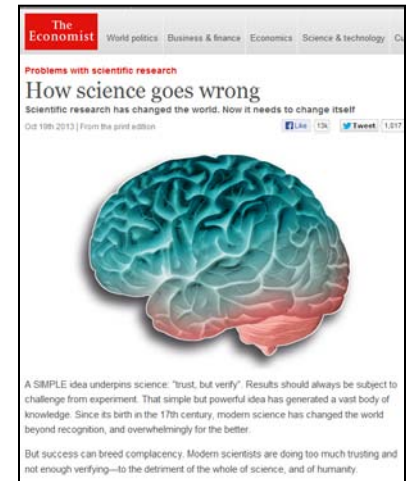 The
Economist
World politics Business & finance Economics Science & technology Cu
Problems with scientific research
How science goes wrong
Scientific research has changed the world. Now it needs to change itself
Oct 19th 2013 | From the print edition
Like 13k Tweet 1,017
A SIMPLE idea underpins science: "trust, but verify". Results should always be subject to
challenge from experiment. That simple but powerful idea has generated a vast body of
knowledge. Since its birth in the 17th century, modern science has changed the world
beyond recognition, and overwhelmingly for the better.
But success can breed complacency. Modern scientists are doing too much trusting and
not enough verifying—to the detriment of the whole of science, and of humanity.